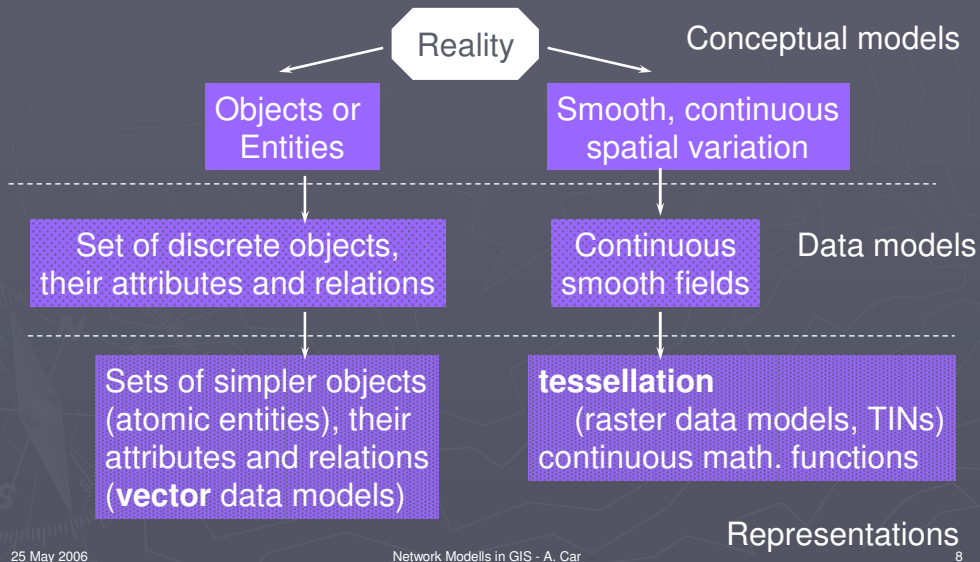 Reality
Conceptual models
Objects or
Entities
Smooth, continuous
spatial variation
Set of discrete objects,
their attributes and relations
Continuous
smooth fields
Data models
Sets of simpler objects
(atomic entities), their
attributes and relations
(vector data models)
tessellation
(raster data models, TINs)
continuous math. functions
Representations
25 May 2006
Network Modells in GIS - A. Car
8
N
S